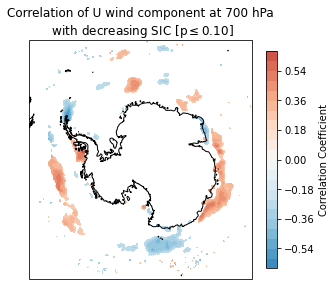 Correlation of U wind component at 700 hPa
with decreasing SIC [p ≤ 0.10]
0.54
0.36
0.18
0.00
−0.18
−0.36
−0.54
Correlation Coefficient